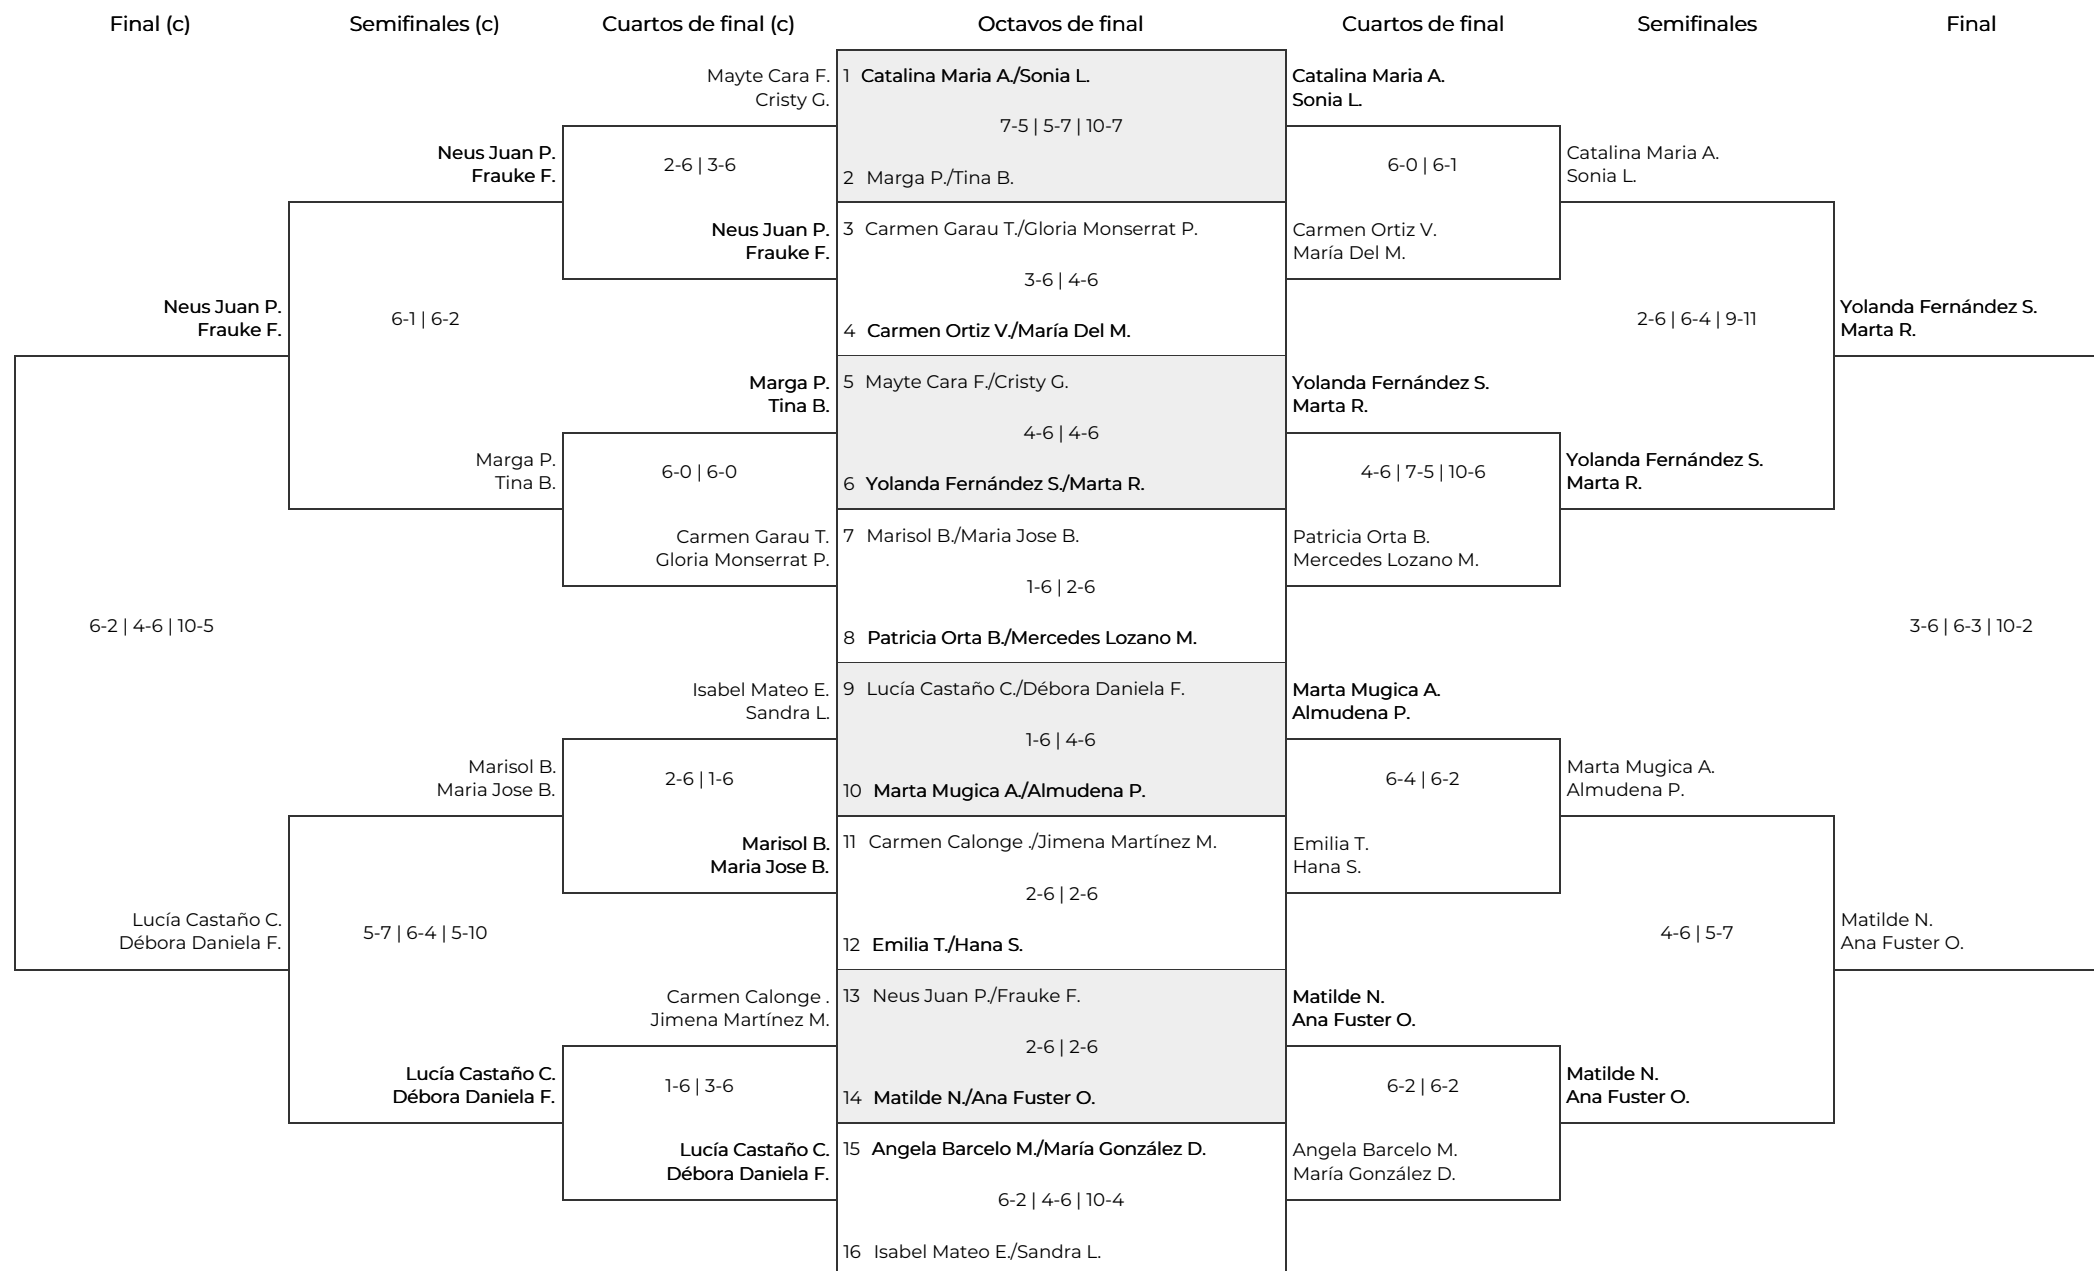 Final (c)
Semifinales (c)
Cuartos de final (c)
Octavos de final
Cuartos de final
Semifinales
Final
Neus Juan P.
Frauke F.
6-2 | 4-6 | 10-5
Lucía Castaño C.
Débora Daniela F.
Neus Juan P.
Frauke F.
6-1 | 6-2
Marga P.
Tina B.
Marisol B.
Maria Jose B.
5-7 | 6-4 | 5-10
Lucía Castaño C.
Débora Daniela F.
Mayte Cara F.
Cristy G.
2-6 | 3-6
Neus Juan P.
Frauke F.
Marga P.
Tina B.
6-0 | 6-0
Carmen Garau T.
Gloria Monserrat P.
Isabel Mateo E.
Sandra L.
2-6 | 1-6
Marisol B.
Maria Jose B.
Carmen Calonge .
Jimena Martínez M.
1-6 | 3-6
Lucía Castaño C.
Débora Daniela F.
1 Catalina Maria A./Sonia L.
7-5 | 5-7 | 10-7
2 Marga P./Tina B.
3 Carmen Garau T./Gloria Monserrat P.
3-6 | 4-6
4 Carmen Ortiz V./María Del M.
5 Mayte Cara F./Cristy G.
4-6 | 4-6
6 Yolanda Fernández S./Marta R.
7 Marisol B./Maria Jose B.
1-6 | 2-6
8 Patricia Orta B./Mercedes Lozano M.
9 Lucía Castaño C./Débora Daniela F.
1-6 | 4-6
10 Marta Mugica A./Almudena P.
11 Carmen Calonge ./Jimena Martínez M.
2-6 | 2-6
12 Emilia T./Hana S.
13 Neus Juan P./Frauke F.
2-6 | 2-6
14 Matilde N./Ana Fuster O.
15 Angela Barcelo M./María González D.
6-2 | 4-6 | 10-4
16 Isabel Mateo E./Sandra L.
Catalina Maria A.
Sonia L.
6-0 | 6-1
Carmen Ortiz V.
María Del M.
Yolanda Fernández S.
Marta R.
4-6 | 7-5 | 10-6
Patricia Orta B.
Mercedes Lozano M.
Marta Mugica A.
Almudena P.
6-4 | 6-2
Emilia T.
Hana S.
Matilde N.
Ana Fuster O.
6-2 | 6-2
Angela Barcelo M.
María González D.
Catalina Maria A.
Sonia L.
2-6 | 6-4 | 9-11
Yolanda Fernández S.
Marta R.
Marta Mugica A.
Almudena P.
4-6 | 5-7
Matilde N.
Ana Fuster O.
Yolanda Fernández S.
Marta R.
3-6 | 6-3 | 10-2
Matilde N.
Ana Fuster O.